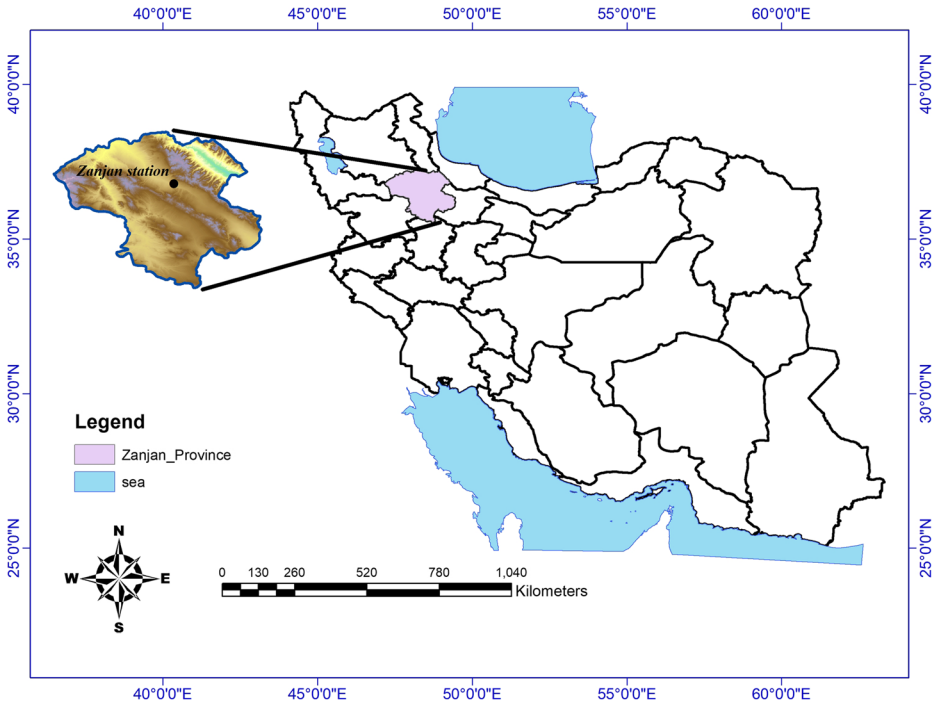 40°0'0"E 45°0'0"E 50°0'0"E 55°0'0"E 60°0'0"E
40°0'0"N 40°0'0"N
Zanjan station
35°0'0"N 35°0'0"N
30°0'0"N 30°0'0"N
Legend
Zanjan_Province
sea
25°0'0"N 25°0'0"N
N
W E
S
0 130 260 520 780 1,040
Kilometers
40°0'0"E 45°0'0"E 50°0'0"E 55°0'0"E 60°0'0"E